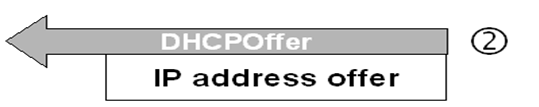 DHCPOffer ②
IP address offer